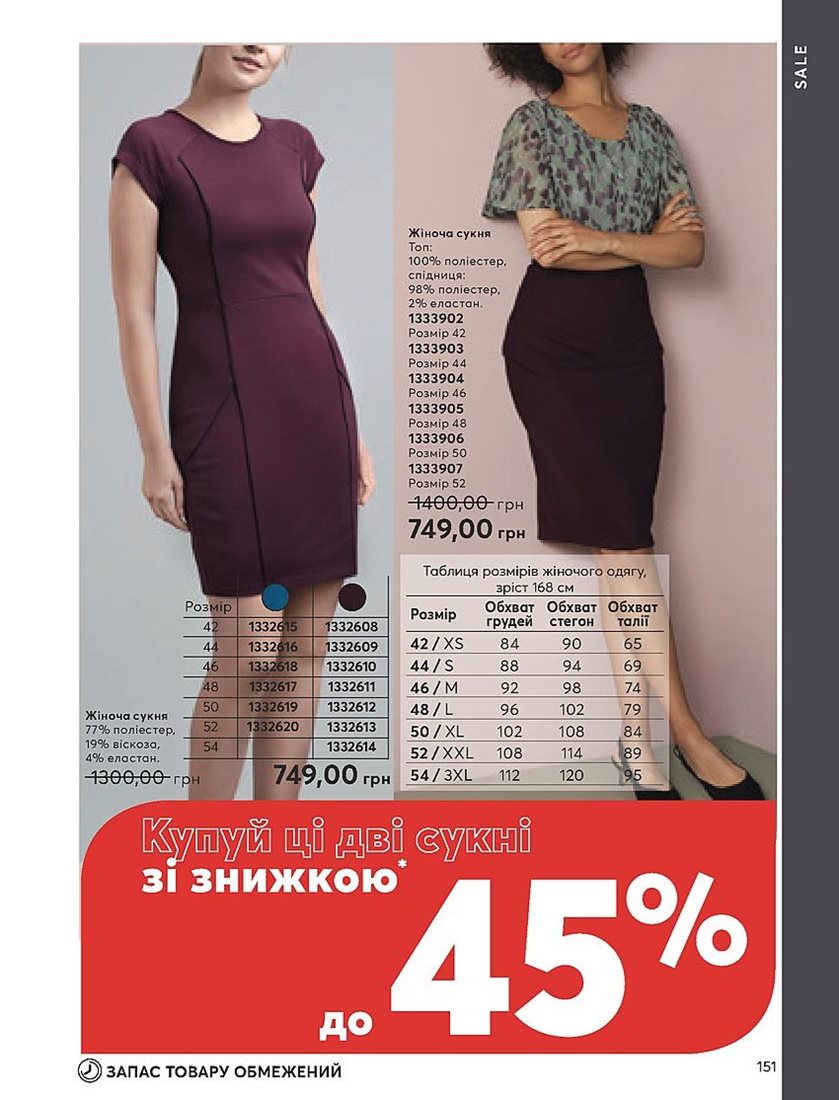 SALE
Жіноча сукня
Топ:
100% поліестер,
спідниця:
98% поліестер,
2% еластан.
1333902
Розмір 42
1333903
Розмір 44
1333904
Розмір 46
1333905
Розмір 48
1333906
Розмір 50
1333907
Розмір 52
1400,00 грн
749,00 грн
Розмір
42 1332615 1332608
44 1332616 1332609
46 1332618 1332610
48 1332617 1332611
50 1332619 1332612
52 1332620 1332613
54 1332614
Жіноча сукня
77% поліестер,
19% віскоза,
4% еластан.
1300,00 грн
749,00 грн
Таблиця розмірів жіночого одягу,
зріст 168 см
Розмір Обхват грудей Обхват стегон Обхват талії
42 / XS 84 90 65
44 / S 88 94 69
46 / M 92 98 74
48 / L 96 102 79
50 / XL 102 108 84
52 / XXL 108 114 89
54 / 3XL 112 120 95
Купуй ці дві сукні
зі знижкою*
до 45%
ЗАПАС ТОВАРУ ОБМЕЖЕНИЙ
151